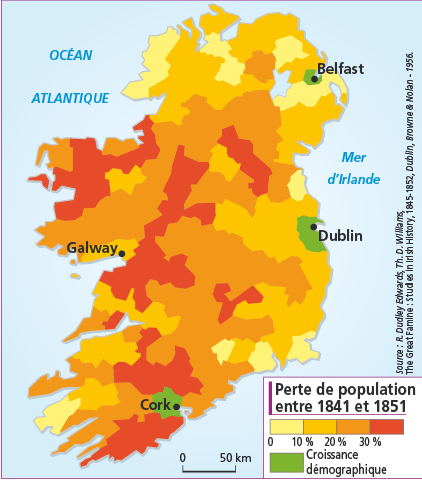 OCÉAN
ATLANTIQUE
Belfast
Mer
d'Irlande
Galway
Dublin
Cork
0 50 km
Perte de population
entre 1841 et 1851
0 10 % 20 % 30 %
Croissance
démographique
Source : R. Dudley Edwards, Th. D. Williams,
The Great Famine : Studies in Irish History, 1845-1852, Dublin, Browne & Nolan - 1956.